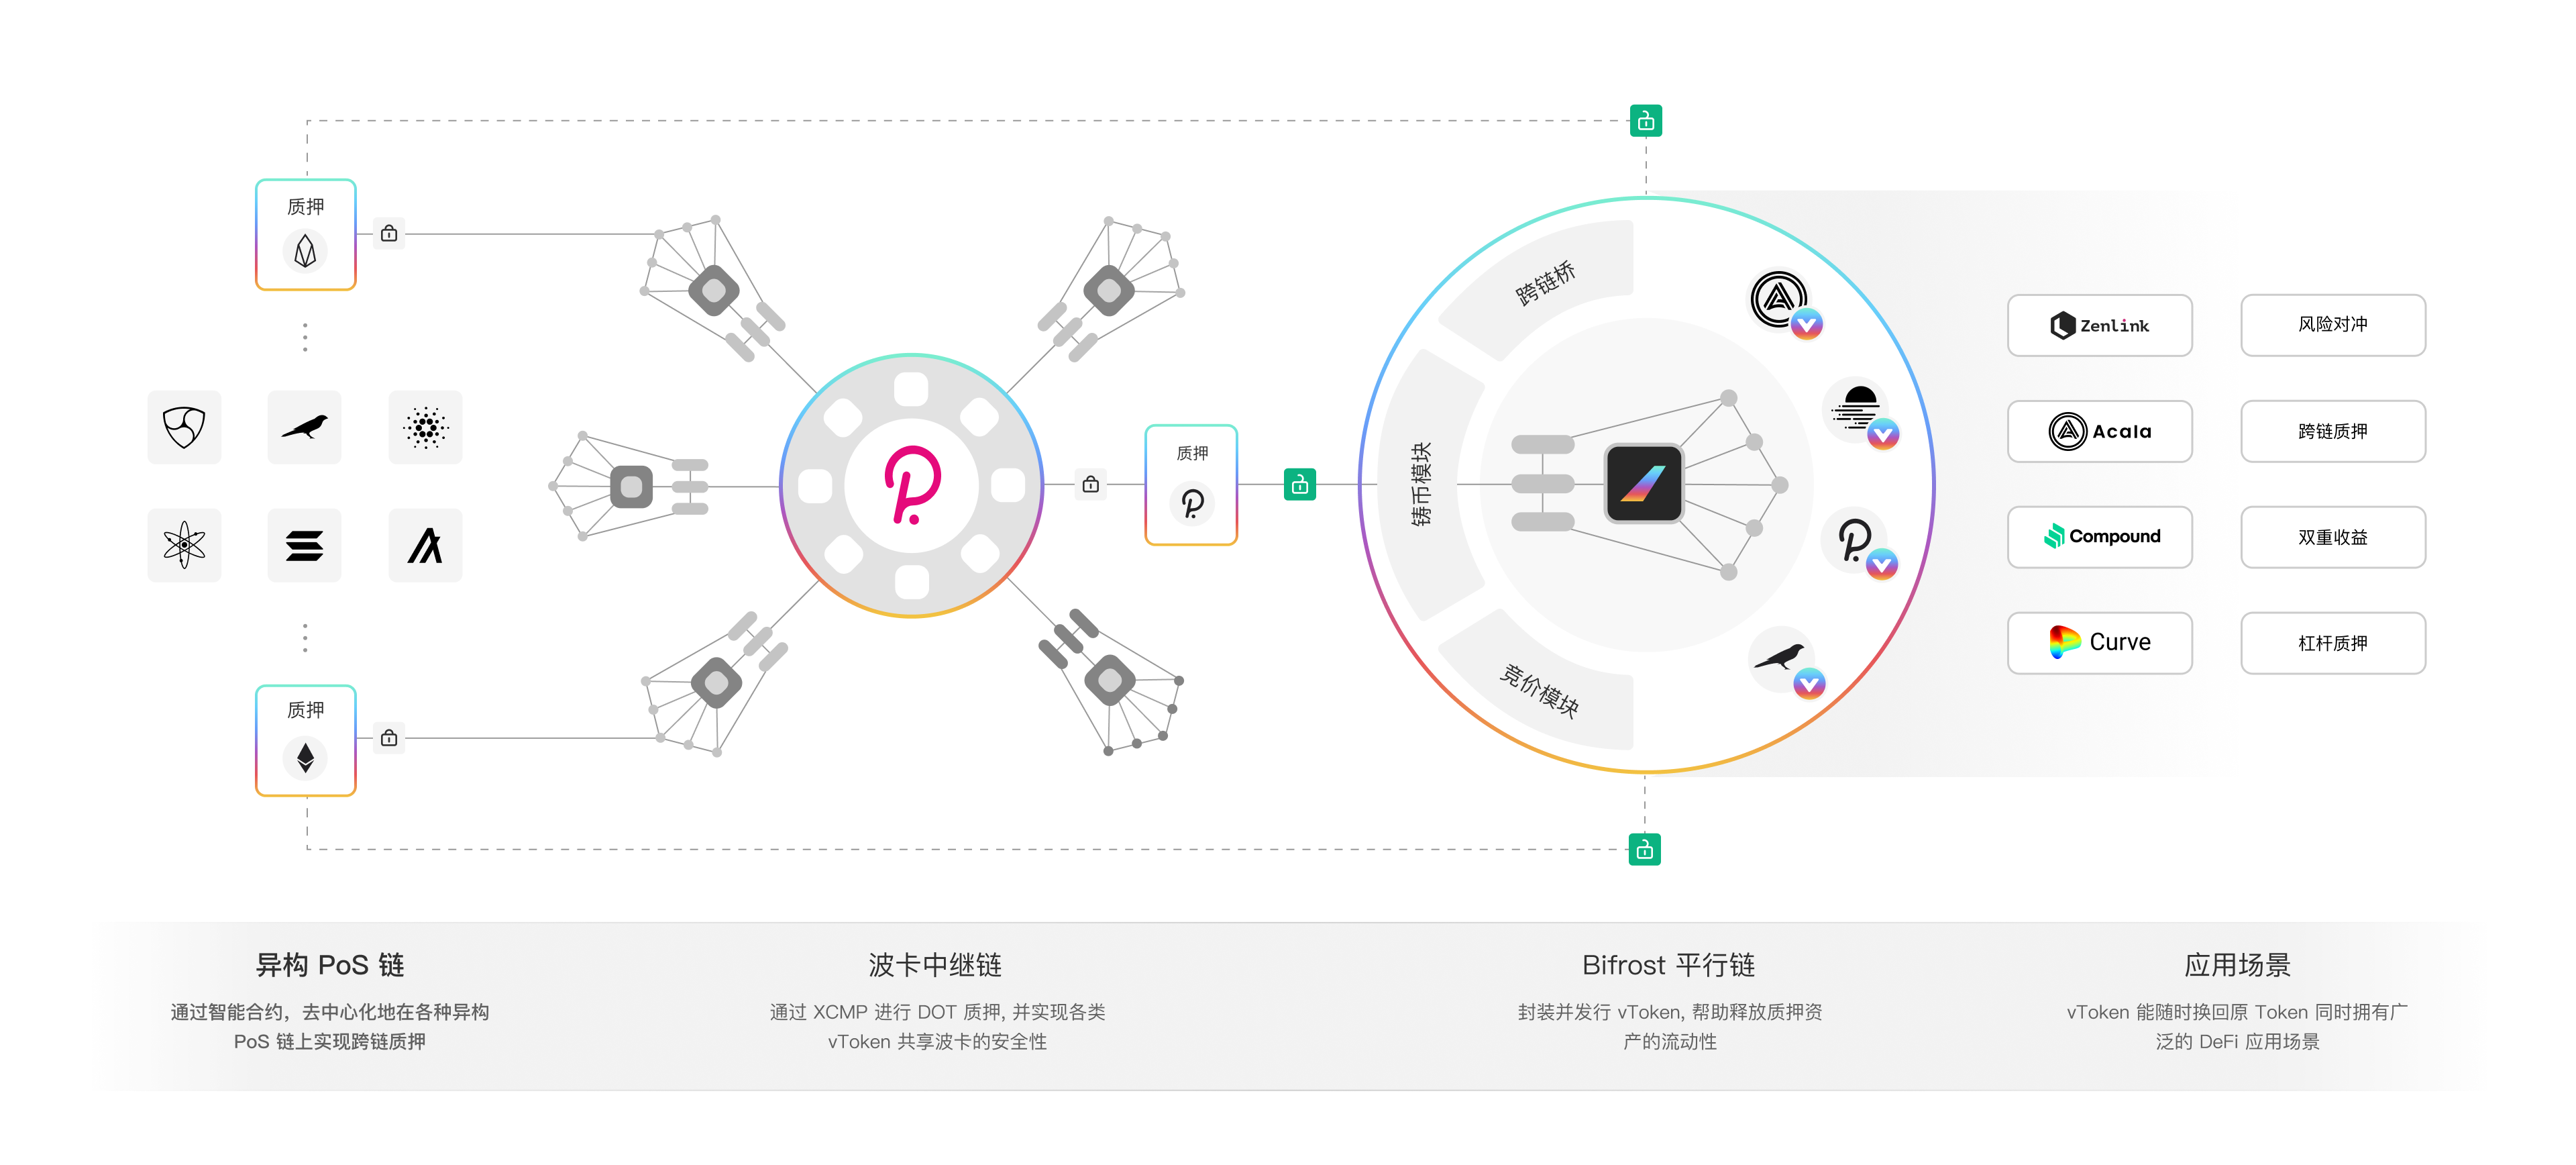 质押
质押
质押
跨链桥
铸币模块
竞价模块
Zenlink
风险对冲
Acala
跨链质押
Compound
双重收益
Curve
杠杆质押
异构 PoS 链
通过智能合约，去中心化地在各种异构
PoS 链上实现跨链质押
波卡中继链
通过 XCMP 进行 DOT 质押, 并实现各类
vToken 共享波卡的安全性
Bifrost 平行链
封装并发行 vToken, 帮助释放质押资
产的流动性
应用场景
vToken 能随时换回原 Token 同时拥有广
泛的 DeFi 应用场景